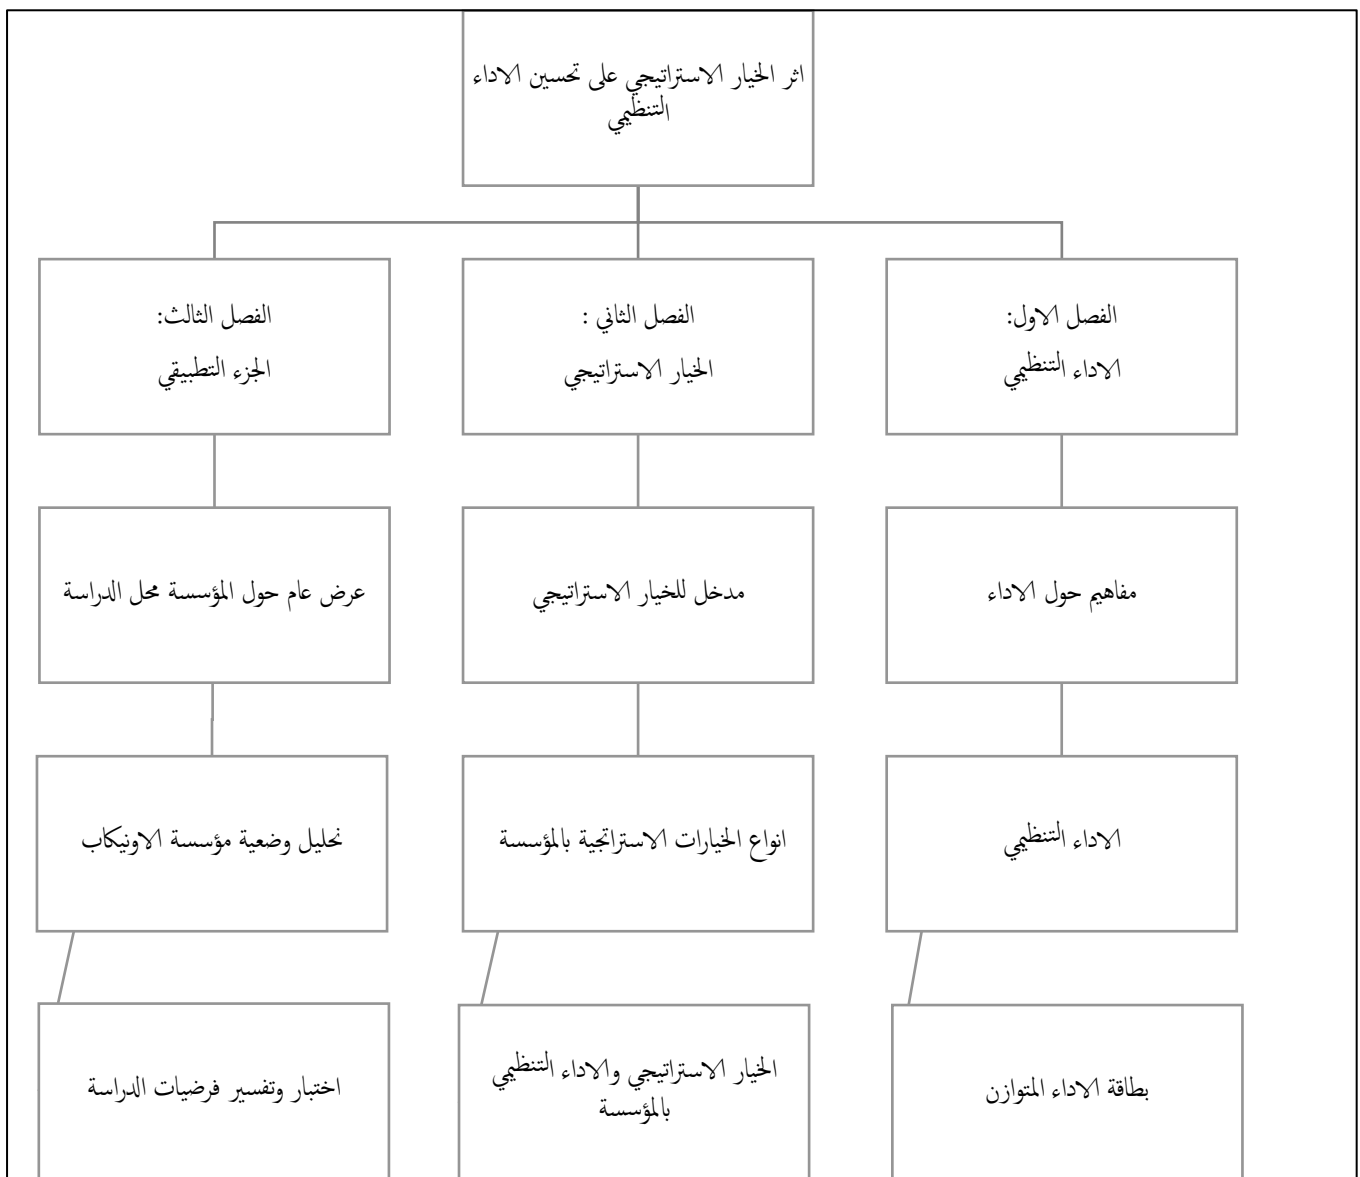 اثر الخيار الاستراتيجي على تحسين الاداء
التنظيمي
الفصل الاول:
الاداء التنظيمي
الفصل الثاني :
الخيار الاستراتيجي
الفصل الثالث:
الجزء التطبيقي
مفاهيم حول الاداء
مدخل للخيار الاستراتيجي
عرض عام حول المؤسسة محل الدراسة
الاداء التنظيمي
انواع الخيارات الاستراتجية بالمؤسسة
تحليل وضعية مؤسسة الاونيكاب
بطاقة الاداء المتوازن
الخيار الاستراتيجي والاداء التنظيمي
بالمؤسسة
اختبار وتفسير فرضيات الدراسة